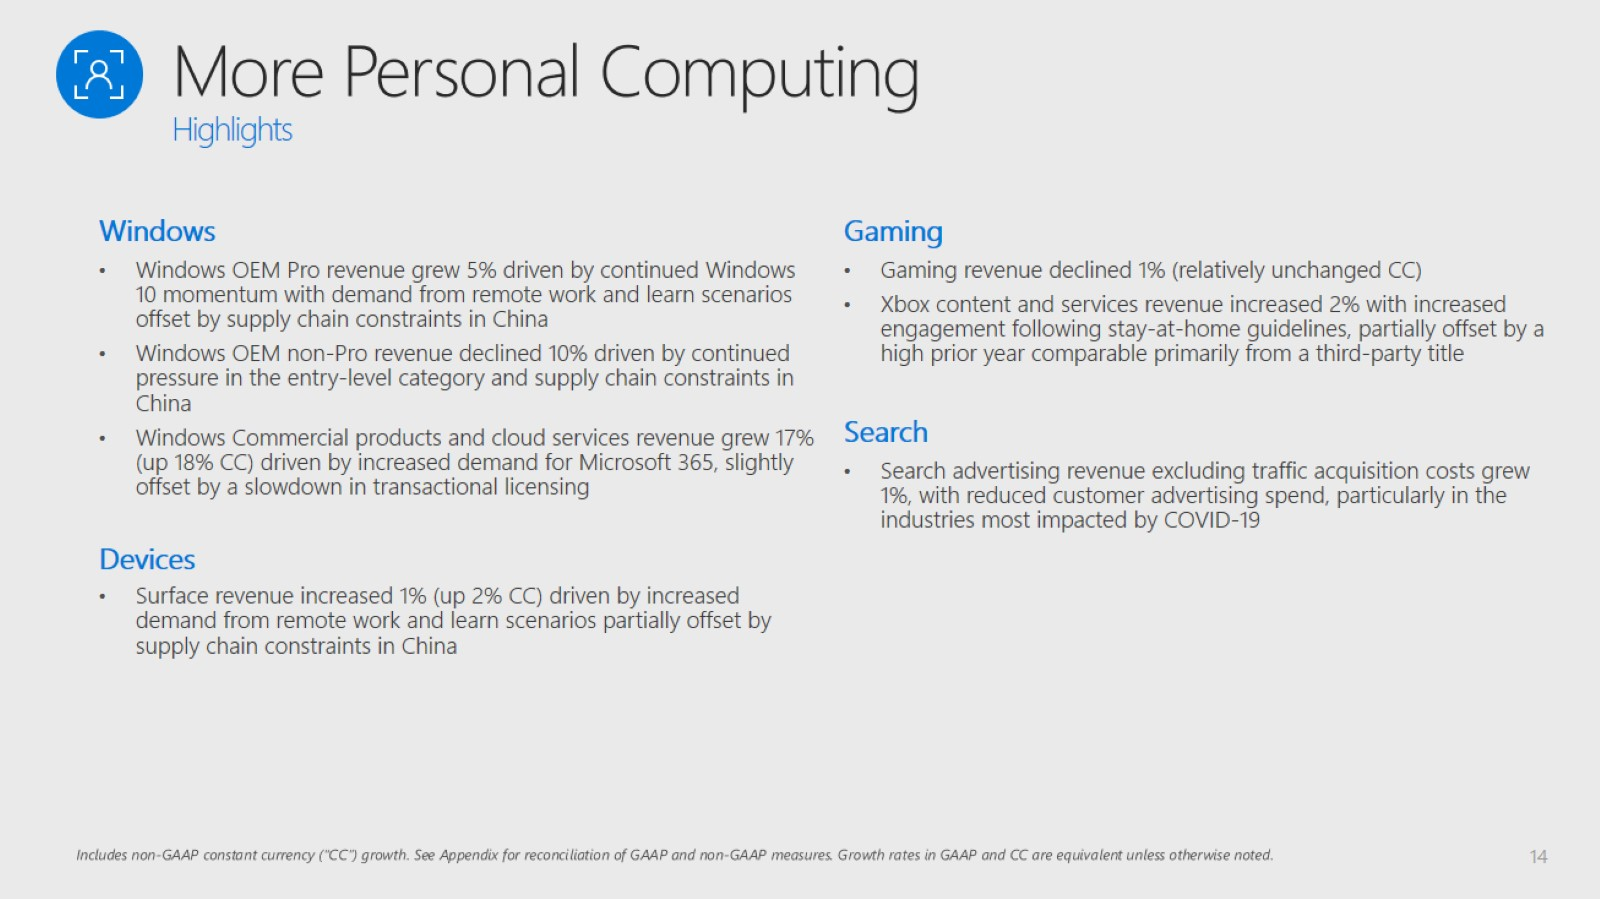 More Personal Computing
Highlights
Windows
• Windows OEM Pro revenue grew 5% driven by continued Windows
10 momentum with demand from remote work and learn scenarios
offset by supply chain constraints in China
• Windows OEM non-Pro revenue declined 10% driven by continued
pressure in the entry-level category and supply chain constraints in
China
• Windows Commercial products and cloud services revenue grew 17%
(up 18% CC) driven by increased demand for Microsoft 365, slightly
offset by a slowdown in transactional licensing
Devices
• Surface revenue increased 1% (up 2% CC) driven by increased
demand from remote work and learn scenarios partially offset by
supply chain constraints in China
Gaming
• Gaming revenue declined 1% (relatively unchanged CC)
• Xbox content and services revenue increased 2% with increased
engagement following stay-at-home guidelines, partially offset by a
high prior year comparable primarily from a third-party title
Search
• Search advertising revenue excluding traffic acquisition costs grew
1%, with reduced customer advertising spend, particularly in the
industries most impacted by COVID-19
Includes non-GAAP constant currency ("CC") growth. See Appendix for reconciliation of GAAP and non-GAAP measures. Growth rates in GAAP and CC are equivalent unless otherwise noted.
14